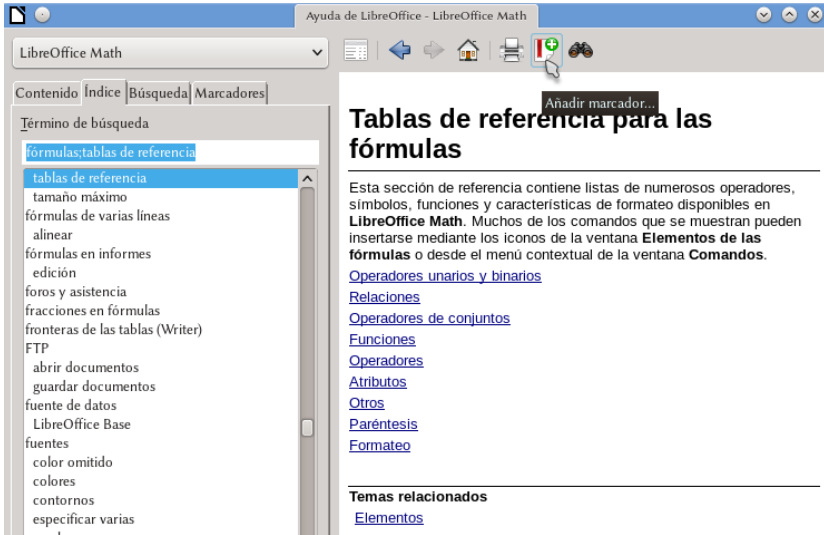 Ayuda de LibreOffice - LibreOffice Math
LibreOffice Math
Contenido Índice Búsqueda Marcadores
Término de búsqueda
fórmulas;tablas de referencia
tablas de referencia
tamaño máximo
fórmulas de varias líneas
alinear
fórmulas en informes
edición
foros y asistencia
fracciones en fórmulas
fronteras de las tablas (Writer)
FTP
abrir documentos
guardar documentos
fuente de datos
LibreOffice Base
fuentes
color omitido
colores
contornos
especificar varias
Añadir marcador...
Tablas de referencia para las
fórmulas
Esta sección de referencia contiene listas de numerosos operadores,
símbolos, funciones y características de formateo disponibles en
LibreOffice Math. Muchos de los comandos que se muestran pueden
insertarse mediante los iconos de la ventana Elementos de las
fórmulas o desde el menú contextual de la ventana Comandos.
Operadores unarios y binarios
Relaciones
Operadores de conjuntos
Funciones
Operadores
Atributos
Otros
Paréntesis
Formateo
Temas relacionados
Elementos